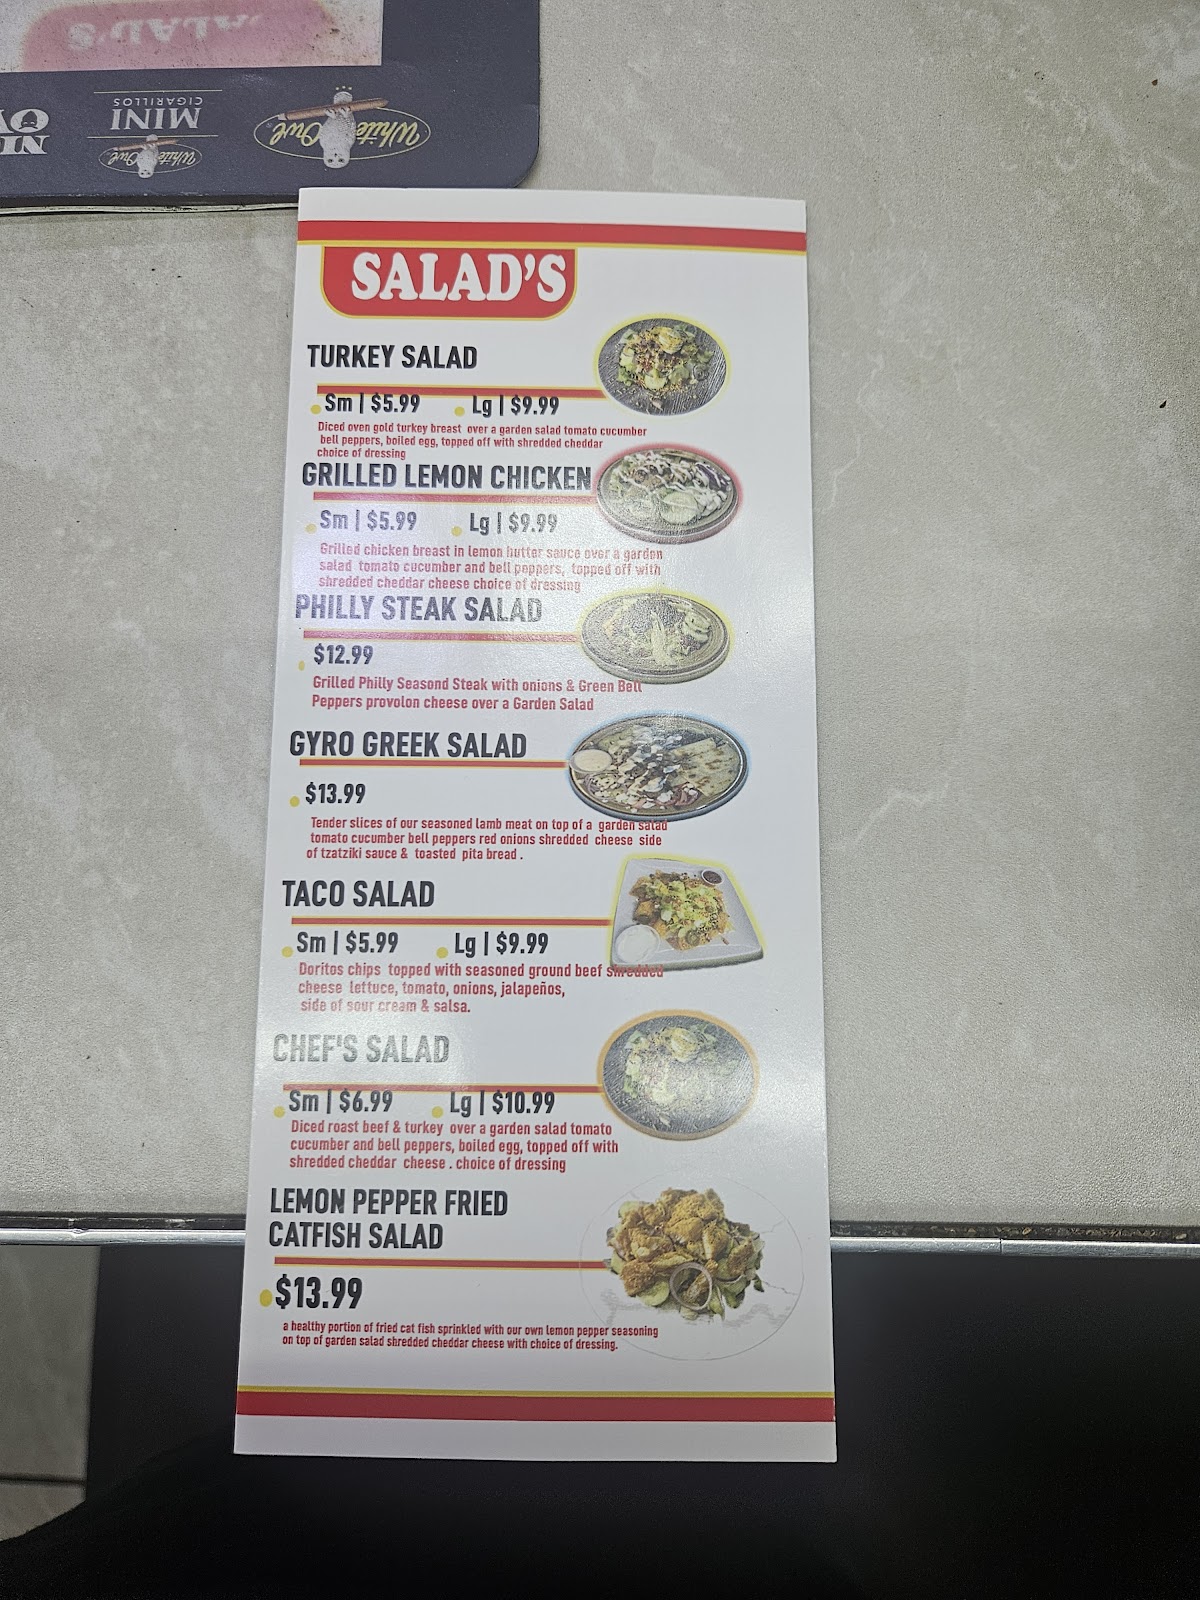 SALAD'S
White Owl
MINI
CIGARILLOS
White Owl
SALAD'S
TURKEY SALAD
Sm | $5.99 Lg | $9.99
Diced oven gold turkey breast over a garden salad tomato cucumber
bell peppers, boiled egg, topped off with shredded cheddar
choice of dressing
GRILLED LEMON CHICKEN
Sm | $5.99 Lg | $9.99
Grilled chicken breast in lemon butter sauce over a garden
salad tomato cucumber and bell peppers, topped off with
shredded cheddar cheese choice of dressing
PHILLY STEAK SALAD
$12.99
Grilled Philly Seasond Steak with onions & Green Bell
Peppers provolon cheese over a Garden Salad
GYRO GREEK SALAD
$13.99
Tender slices of our seasoned lamb meat on top of a garden salad
tomato cucumber bell peppers red onions shredded cheese side
of tzatziki sauce & toasted pita bread .
TACO SALAD
Sm | $5.99 Lg | $9.99
Doritos chips topped with seasoned ground beef shredded
cheese lettuce, tomato, onions, jalapeños,
side of sour cream & salsa.
CHEF'S SALAD
Sm | $6.99 Lg | $10.99
Diced roast beef & turkey over a garden salad tomato
cucumber and bell peppers, boiled egg, topped off with
shredded cheddar cheese . choice of dressing
LEMON PEPPER FRIED
CATFISH SALAD
$13.99
a healthy portion of fried cat fish sprinkled with our own lemon pepper seasoning
on top of garden salad shredded cheddar cheese with choice of dressing.